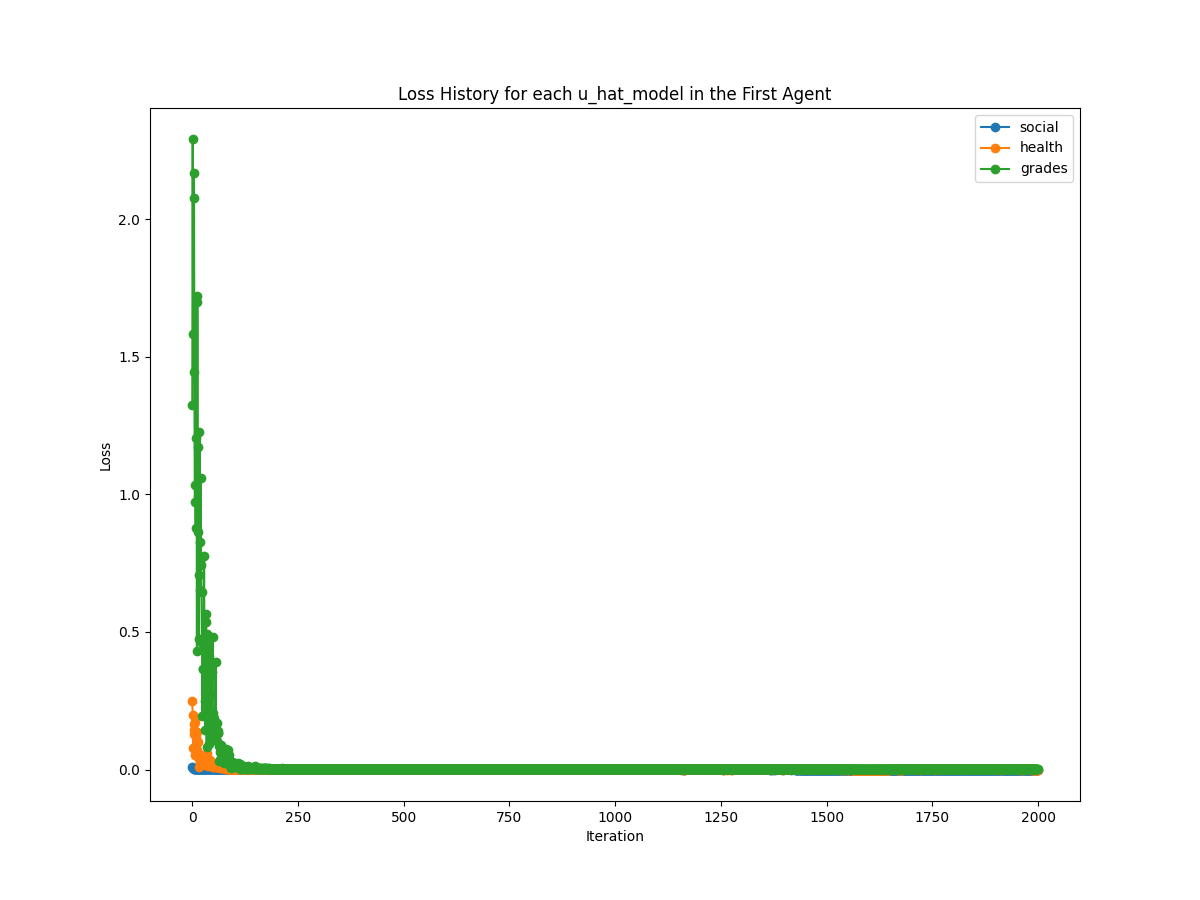 Loss History for each u_hat_model in the First Agent
social
health
grades
Loss
2.0
1.5
1.0
0.5
0.0
0 250 500 750 1000 1250 1500 1750 2000
Iteration